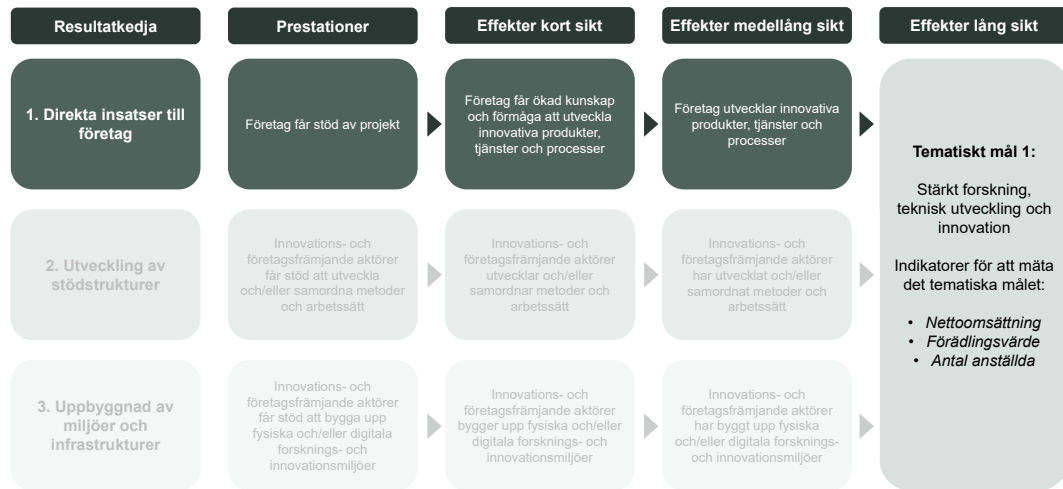 Resultatkedja
Prestationer
Effekter kort sikt
Effekter medellång sikt
Effekter lång sikt
1. Direkta insatser till
företag
Företag får stöd av projekt
Företag får ökad kunskap
och förmåga att utveckla
innovativa produkter,
tjänster och processer
Företag utvecklar innovativa
produkter, tjänster och
processer
2. Utveckling av
stödstrukturer
Innovations- och
företagsfrämjande aktörer
får stöd att utveckla
och/eller samordna metoder
och arbetssätt
Innovations- och
företagsfrämjande aktörer
utvecklar och/eller
samordnar metoder och
arbetssätt
Innovations- och
företagsfrämjande aktörer
har utvecklat och/eller
samordnat metoder och
arbetssätt
3. Uppbyggnad av
miljöer och
infrastrukturer
Innovations- och
företagsfrämjande aktörer
får stöd att bygga upp
fysiska och/eller digitala
forsknings- och
innovationsmiljöer
Innovations- och
företagsfrämjande aktörer
bygger upp fysiska och/eller
digitala forsknings- och
innovationsmiljöer
Innovations- och
företagsfrämjande aktörer
har byggt upp fysiska
och/eller digitala forsknings-
och innovationsmiljöer
Tematiskt mål 1:
Stärkt forskning,
teknisk utveckling och
innovation
Indikatorer för att mäta
det tematiska målet:
• Nettoomsättning
• Förädlingsvärde
• Antal anställda